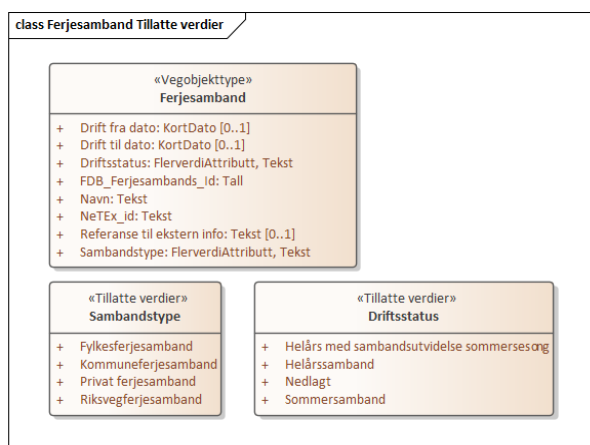 class Ferjesamband Tillatte verdier
«Vegobjekttype»
Ferjesamband
+ Drift fra dato: KortDato [0..1]
+ Drift til dato: KortDato [0..1]
+ Driftsstatus: FlerverdiAttributt, Tekst
+ FDB_Ferjesambands_Id: Tall
+ Navn: Tekst
+ NeTEx_id: Tekst
+ Referanse til ekstern info: Tekst [0..1]
+ Sambandstype: FlerverdiAttributt, Tekst
«Tillatte verdier»
Sambandstype
+ Fylkesferjesamband
+ Kommuneferjesamband
+ Privat ferjesamband
+ Riksvegferjesamband
«Tillatte verdier»
Driftsstatus
+ Helårs med sambandsutvidelse sommersesong
+ Helårssamband
+ Nedlagt
+ Sommersamband